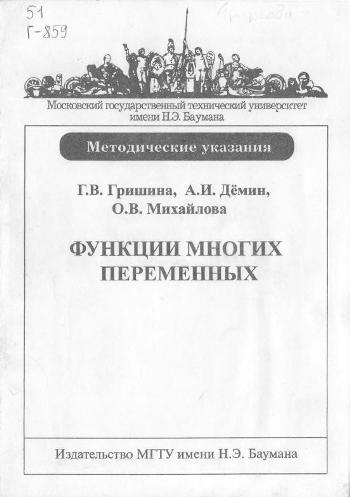 51
Г-859
Московский государственный технический университет
имени Н.Э. Баумана
Методические указания
Г.В. Гришина, А.И. Дёмин,
О.В. Михайлова
ФУНКЦИИ МНОГИХ
ПЕРЕМЕННЫХ
Издательство МГТУ имени Н.Э. Баумана